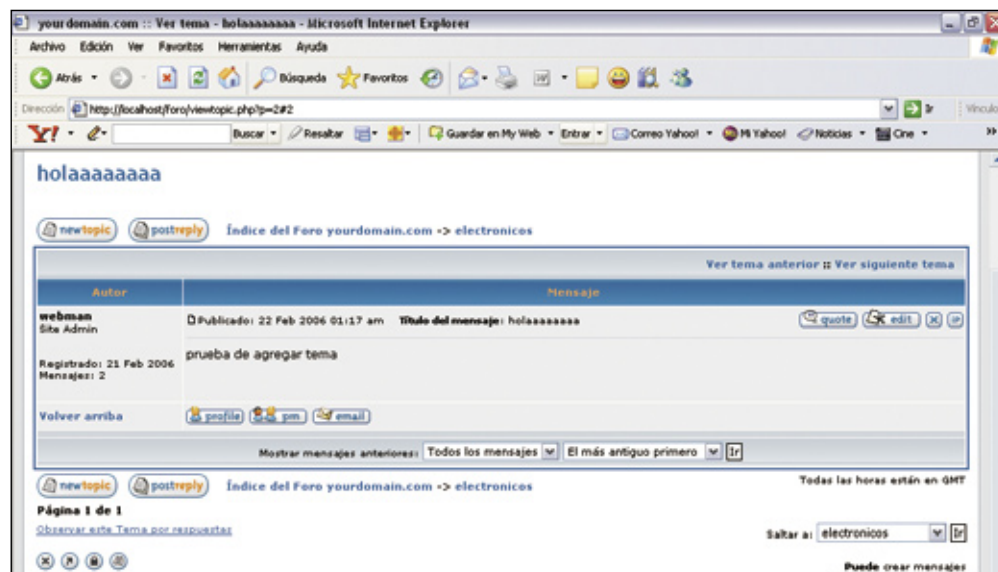 yourdomain.com :: Ver tema - holaaaaaaaa - Microsoft Internet Explorer
Archivo Edición Ver Favoritos Herramientas Ayuda
Atrás Búsqueda Favoritos
Dirección http://localhost/foro/viewtopic.php?p=2#2 Ir Vínculos
Y! Buscar Resaltar Guardar en My Web Entrar Correo Yahoo! Mi Yahoo! Noticias Cine »
holaaaaaaaaa
newtopic postreply Índice del Foro yourdomain.com -> electronicos
Ver tema anterior :: Ver siguiente tema
Autor Mensaje
webman Publicado: 22 Feb 2006 01:17 am Título del mensaje: holaaaaaaaaa quote edit X IP
Site Admin
prueba de agregar tema
Registrado: 21 Feb 2006
Mensajes: 2
Volver arriba profile pm email
Mostrar mensajes anteriores: Todos los mensajes El más antiguo primero Ir
newtopic postreply Índice del Foro yourdomain.com -> electronicos Todas las horas están en GMT
Página 1 de 1
Observar este Tema por respuestas
Saltar a: electronicos Ir
Puede crear mensajes